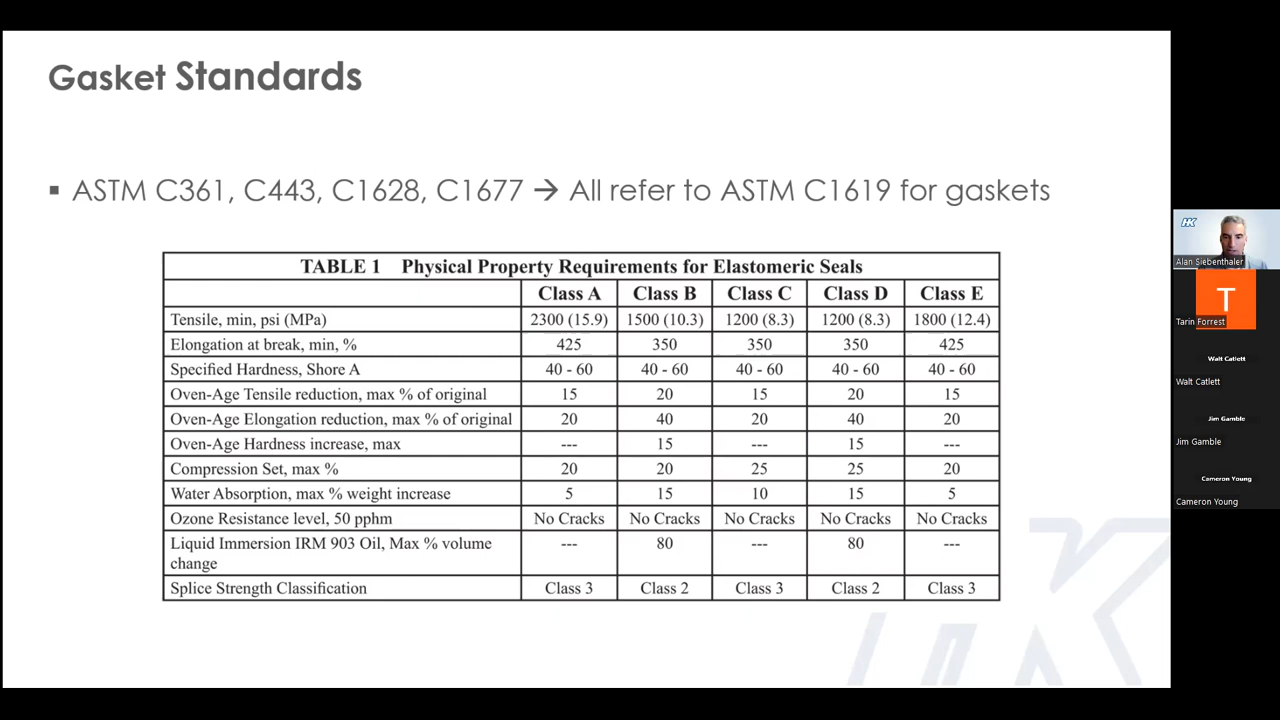 Gasket Standards
▪ ASTM C361, C443, C1628, C1677 → All refer to ASTM C1619 for gaskets
TABLE 1 Physical Property Requirements for Elastomeric Seals
Class A Class B Class C Class D Class E
Tensile, min, psi (MPa) 2300 (15.9) 1500 (10.3) 1200 (8.3) 1200 (8.3) 1800 (12.4)
Elongation at break, min, % 425 350 350 350 425
Specified Hardness, Shore A 40 - 60 40 - 60 40 - 60 40 - 60 40 - 60
Oven-Age Tensile reduction, max % of original 15 20 15 20 15
Oven-Age Elongation reduction, max % of original 20 40 20 40 20
Oven-Age Hardness increase, max --- 15 --- 15 ---
Compression Set, max % 20 20 25 25 20
Water Absorption, max % weight increase 5 15 10 15 5
Ozone Resistance level, 50 pphm No Cracks No Cracks No Cracks No Cracks No Cracks
Liquid Immersion IRM 903 Oil, Max % volume --- 80 --- 80 ---
change
Splice Strength Classification Class 3 Class 2 Class 3 Class 2 Class 3
HK
HK
Alan Siebenthaler
T
Tarin Forrest
Walt Catlett
Walt Catlett
Jim Gamble
Jim Gamble
Cameron Young
Cameron Young